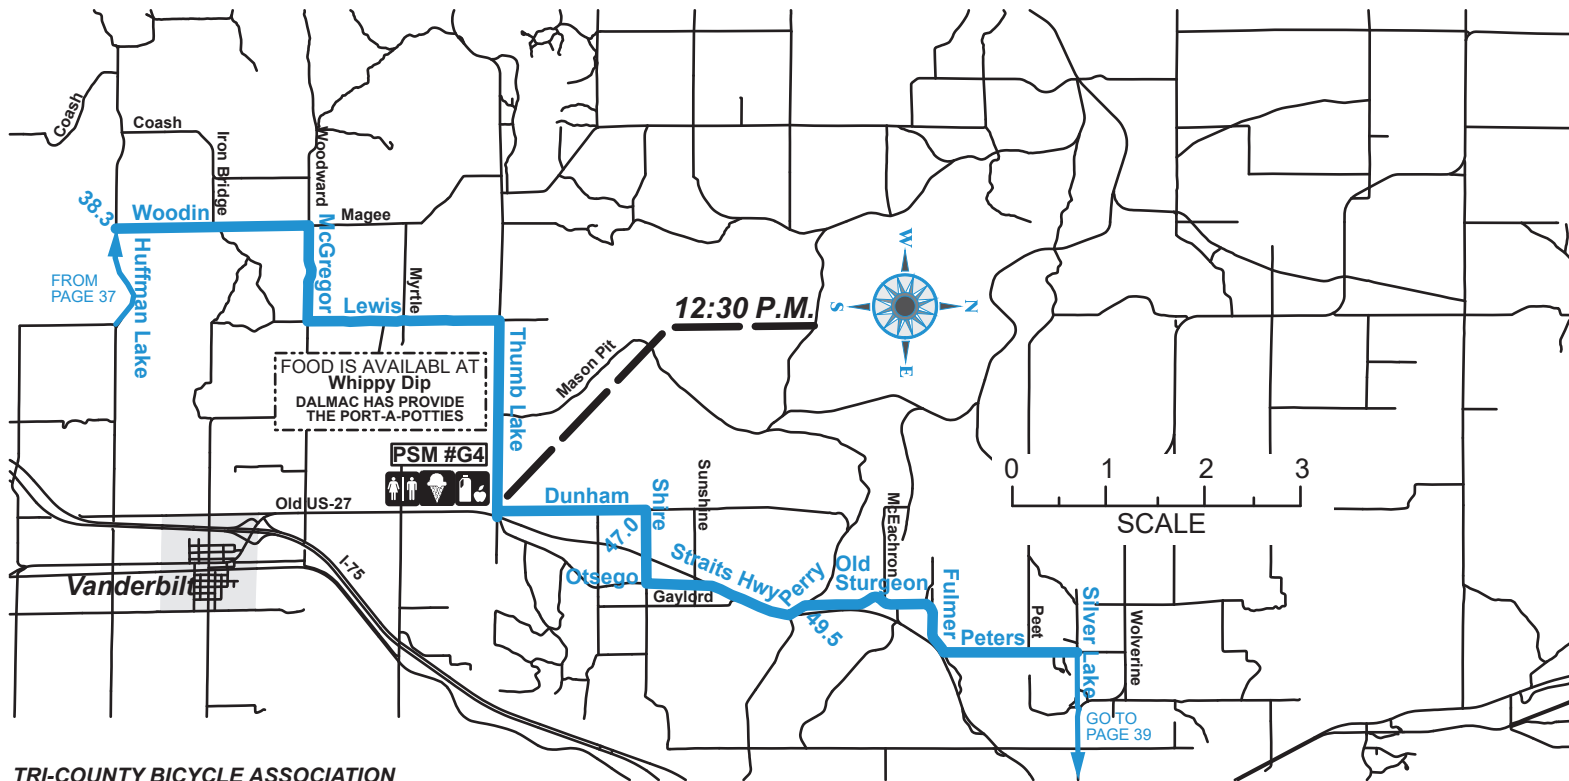 Coash
Coash
Iron Bridge
Woodward
38.3
Woodin
Magee
McGregor
Huffman Lake
FROM
PAGE 37
Myrtle
Lewis
12:30 P.M.
W
S
N
E
Thumb Lake
Mason Pit
FOOD IS AVAILABL AT
Whippy Dip
DALMAC HAS PROVIDE
THE PORT-A-POTTIES
PSM #G4
0 1 2 3
SCALE
Old US-27
Dunham
Shire
Sunshine
McEachron
47.0
I-75
Vanderbilt
Otsego
Straits Hwy
Gaylord
Perry
49.5
Old
Sturgeon
Fulmer
Peters
Peet
Silver Lake
Wolverine
GO TO
PAGE 39
TRI-COUNTY BICYCLE ASSOCIATION